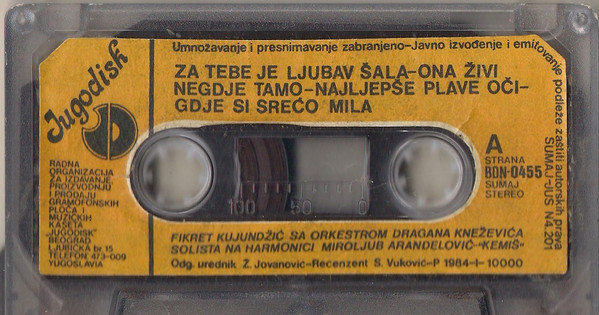 Umnožavanje i presnimavanje zabranjeno-Javno izvođenje i emitovanje podleže zaštiti autorskih prava
Jugodisk
ZA TEBE JE LJUBAV ŠALA-ONA ŽIVI
NEGDJE TAMO-NAJLJEPŠE PLAVE OČI-
GDJE SI SREĆO MILA
A
STRANA
BDN-0455
SUMAJ
STEREO
SUMAJ-JUS N4.201
RADNA
ORGANIZACIJA
ZA IZDAVANJE
PROIZVODNJU
I PRODAJU
GRAMOFONSKIH
PLOČA I
MUZIČKIH
KASETA
"JUGODISK"
BEOGRAD
LJUBIČKA br 15
TELEFON: 473-009
YUGOSLAVIA
100 50 0
FIKRET KUJUNDŽIĆ SA ORKESTROM DRAGANA KNEŽEVIĆA
SOLISTA NA HARMONICI MIROLJUB ARANĐELOVIĆ-"KEMIŠ"
Odg. urednik Ž. Jovanović-Recenzent S. Vuković-P 1984-I-10000